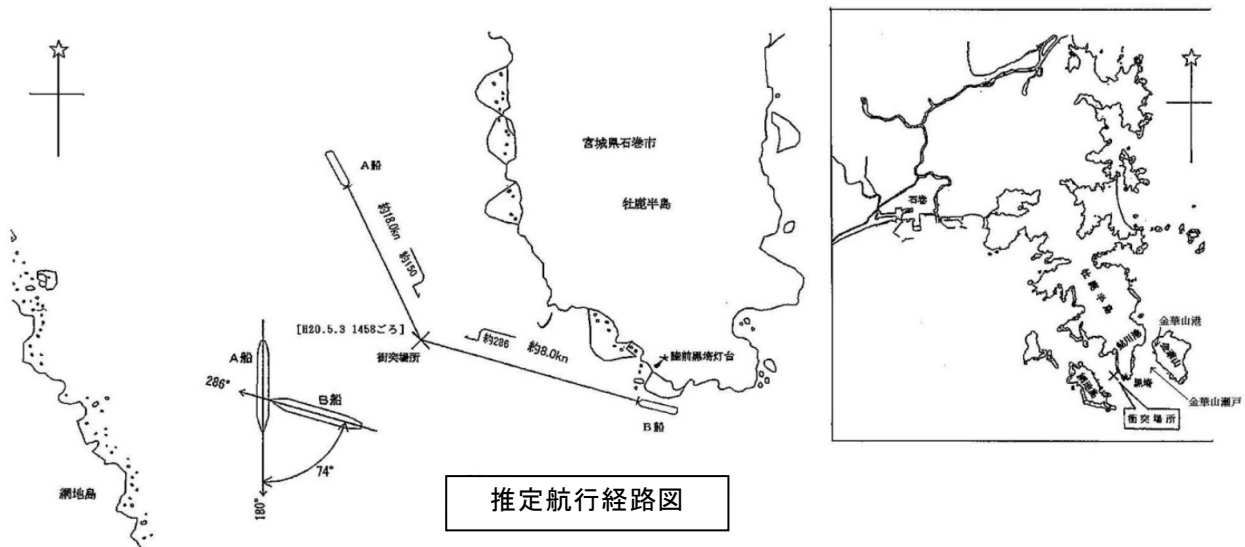 宮城県石巻市
牡鹿半島
A船
約18.0kn
約150
[H20.5.3 1458ごろ]
衝突場所
約286
約8.0kn
陸前黒埼灯台
B船
A船
286°
B船
74°
180°
網地島
推定航行経路図
石巻
牡鹿半島
金華山港
鮎川港
金華山
網地島
黒埼
金華山瀬戸
衝突場所